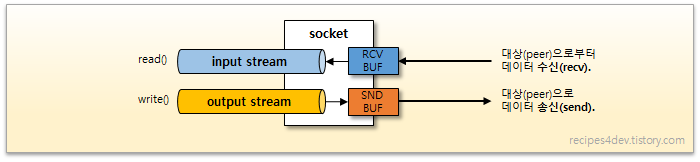 socket
read()
input stream
RCV
BUF
대상(peer)으로부터
데이터 수신(recv).
write()
output stream
SND
BUF
대상(peer)으로
데이터 송신(send).
recipes4dev.tistory.com